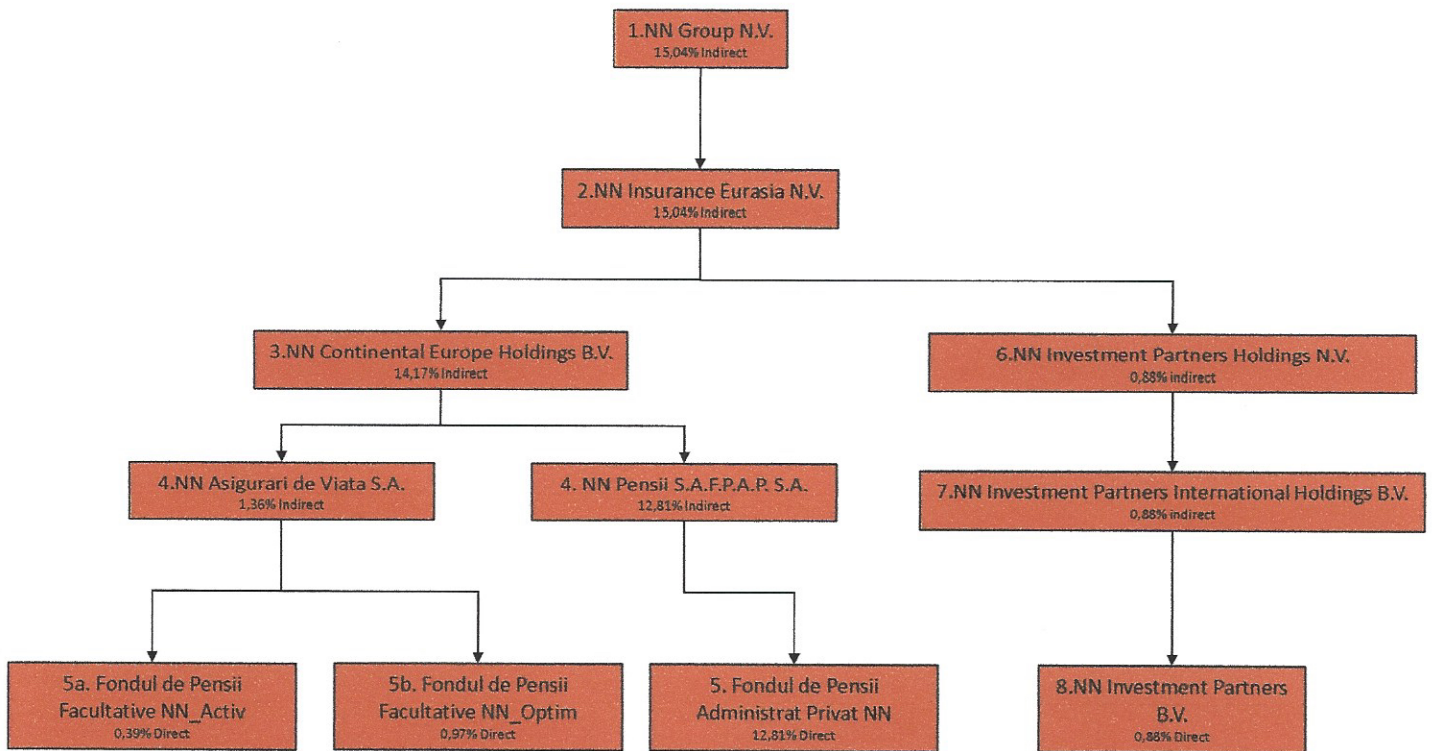 1.NN Group N.V.
15,04% Indirect
2.NN Insurance Eurasia N.V.
15,04% Indirect
3.NN Continental Europe Holdings B.V.
14,17% Indirect
6.NN Investment Partners Holdings N.V.
0,88% indirect
4.NN Asigurari de Viata S.A.
1,36% Indirect
4. NN Pensii S.A.F.P.A.P. S.A.
12,81% Indirect
7.NN Investment Partners International Holdings B.V.
0,88% indirect
5a. Fondul de Pensii
Facultative NN_Activ
0,39% Direct
5b. Fondul de Pensii
Facultative NN_Optim
0,97% Direct
5. Fondul de Pensii
Administrat Privat NN
12,81% Direct
8.NN Investment Partners
B.V.
0,88% Direct